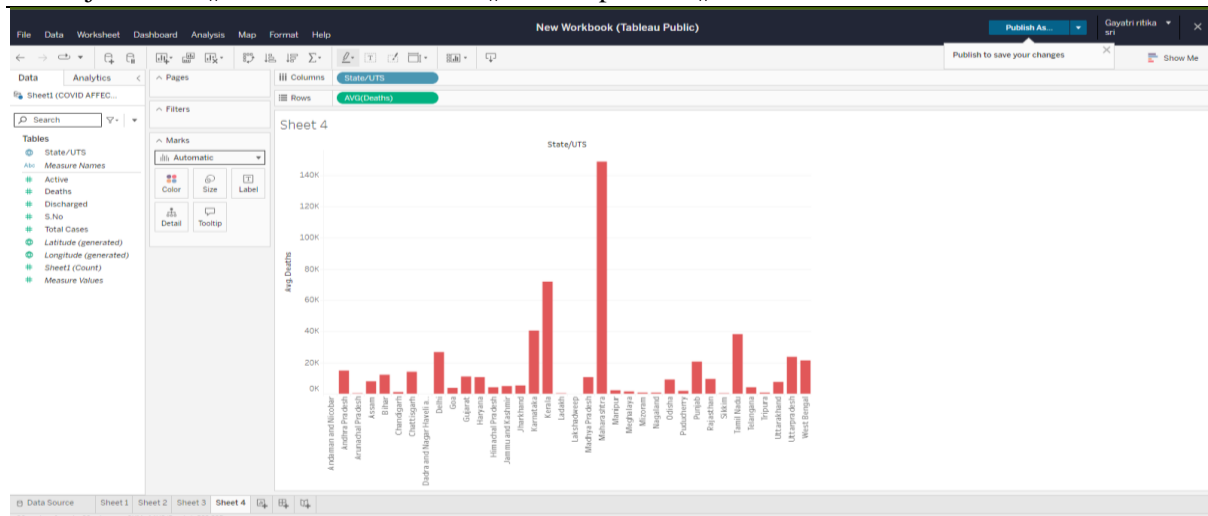 New Workbook (Tableau Public)
File Data Worksheet Dashboard Analysis Map Format Help
Publish As...
Gayatri ritika sri
Publish to save your changes
Show Me
Data Analytics
Sheet1 (COVID AFFEC...
Search
Tables
State/UTS
Abc Measure Names
# Active
# Deaths
# Discharged
# S.No
# Total Cases
Latitude (generated)
Longitude (generated)
# Sheet1 (Count)
# Measure Values
Pages
Filters
Marks
Automatic
Color Size Label
Detail Tooltip
Columns State/UTS
Rows AVG(Deaths)
Sheet 4
State/UTS
Avg. Deaths
140K
120K
100K
80K
60K
40K
20K
0K
Andaman and Nicobar
Andhra Pradesh
Arunachal Pradesh
Assam
Bihar
Chandigarh
Chattisgarh
Dadra and Nagar Haveli a..
Delhi
Goa
Gujarat
Haryana
Himachal Pradesh
Jammu and Kashmir
Jharkhand
Karnataka
Kerala
Ladakh
Lakshadweep
Madhya Pradesh
Maharashtra
Manipur
Meghalaya
Mizoram
Nagaland
Odisha
Puducherry
Punjab
Rajasthan
Sikkim
Tamil Nadu
Telangana
Tripura
Uttarakhand
Uttarpradesh
West Bengal
Data Source Sheet 1 Sheet 2 Sheet 3 Sheet 4